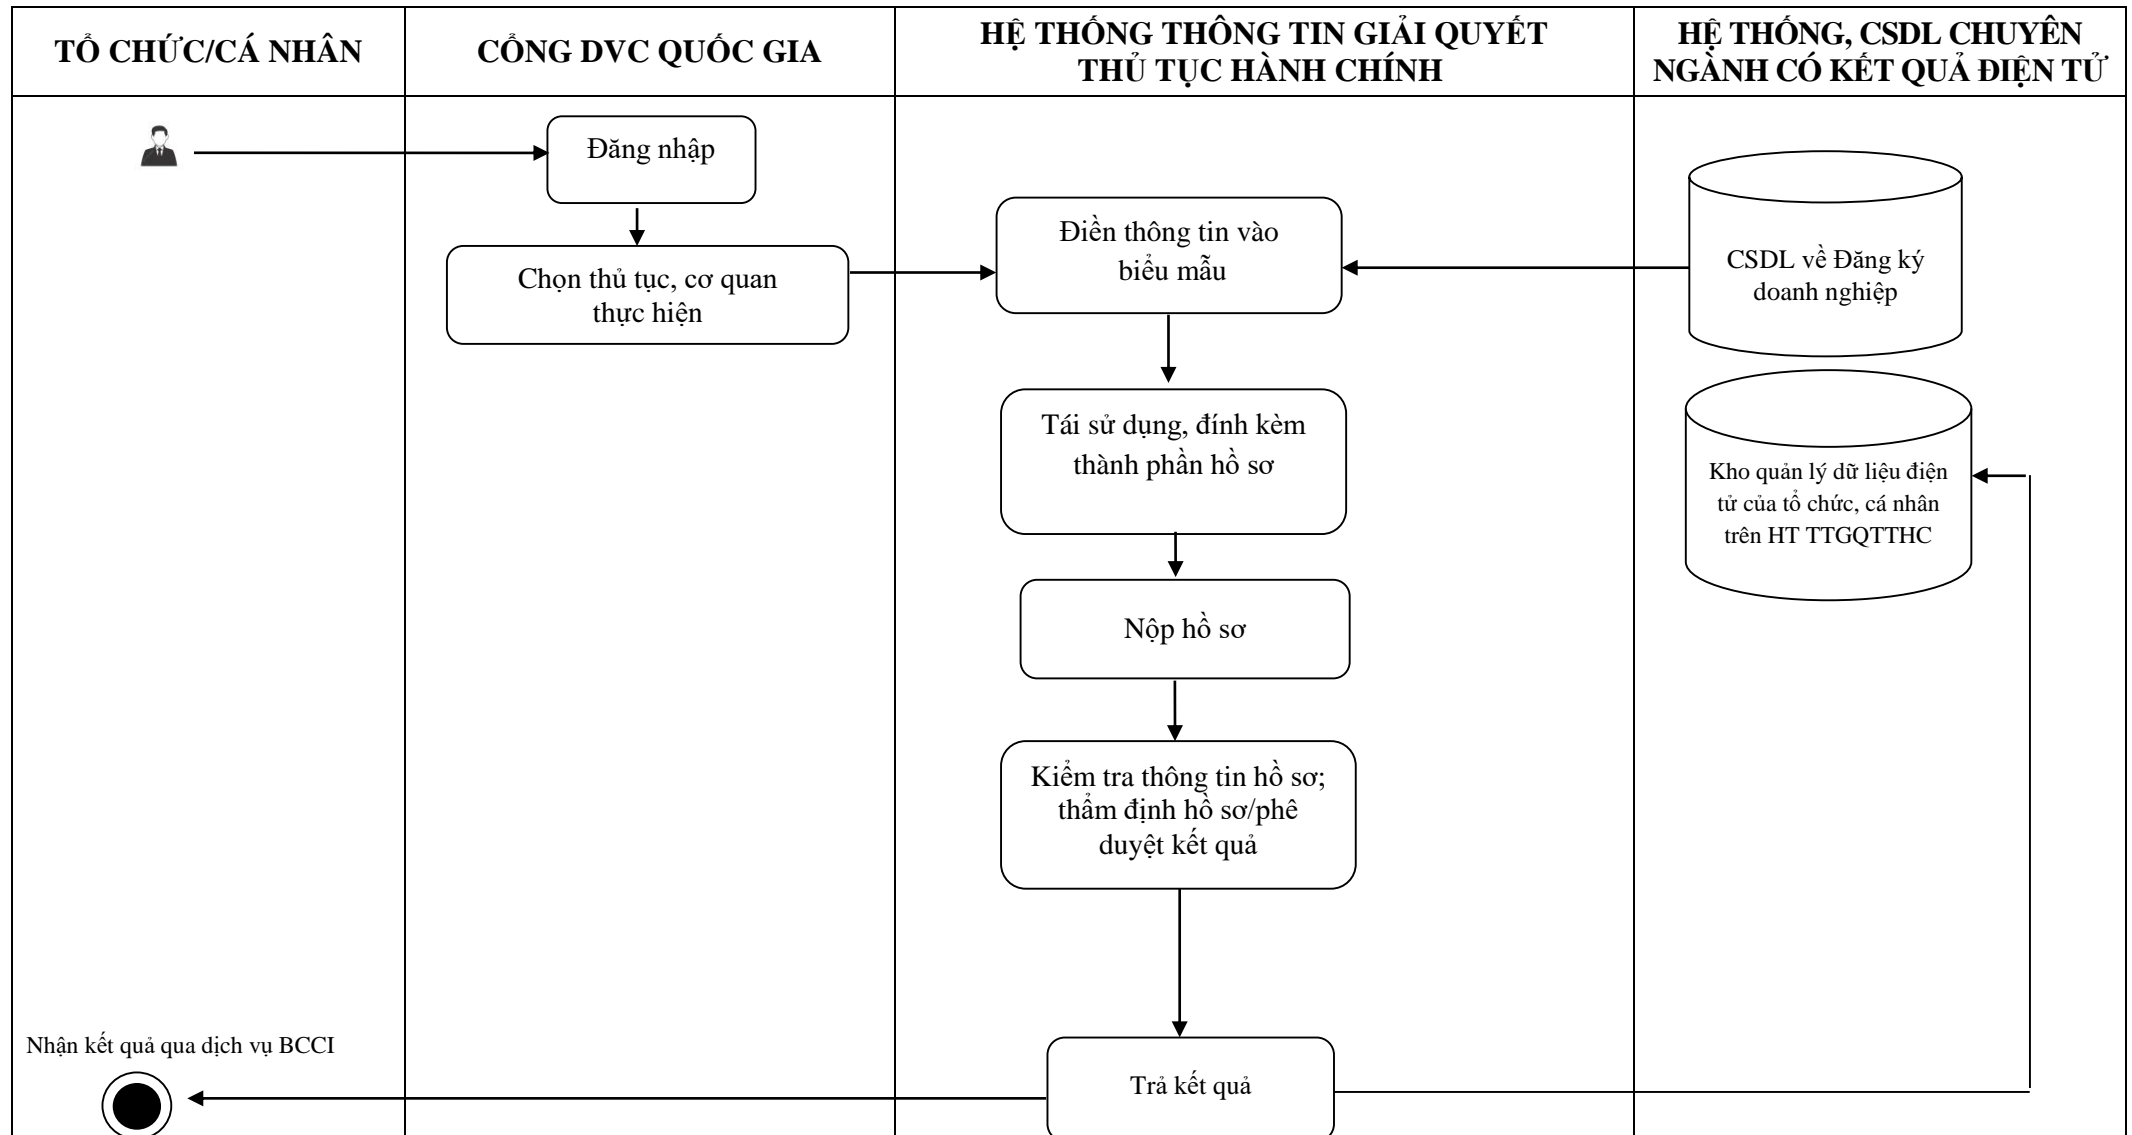 TỔ CHỨC/CÁ NHÂN
CỔNG DVC QUỐC GIA
HỆ THỐNG THÔNG TIN GIẢI QUYẾT
THỦ TỤC HÀNH CHÍNH
HỆ THỐNG, CSDL CHUYÊN
NGÀNH CÓ KẾT QUẢ ĐIỆN TỬ
Đăng nhập
Chọn thủ tục, cơ quan
thực hiện
Điền thông tin vào
biểu mẫu
CSDL về Đăng ký
doanh nghiệp
Tái sử dụng, đính kèm
thành phần hồ sơ
Kho quản lý dữ liệu điện
tử của tổ chức, cá nhân
trên HT TTGQTTHC
Nộp hồ sơ
Kiểm tra thông tin hồ sơ;
thẩm định hồ sơ/phê
duyệt kết quả
Nhận kết quả qua dịch vụ BCCI
Trả kết quả